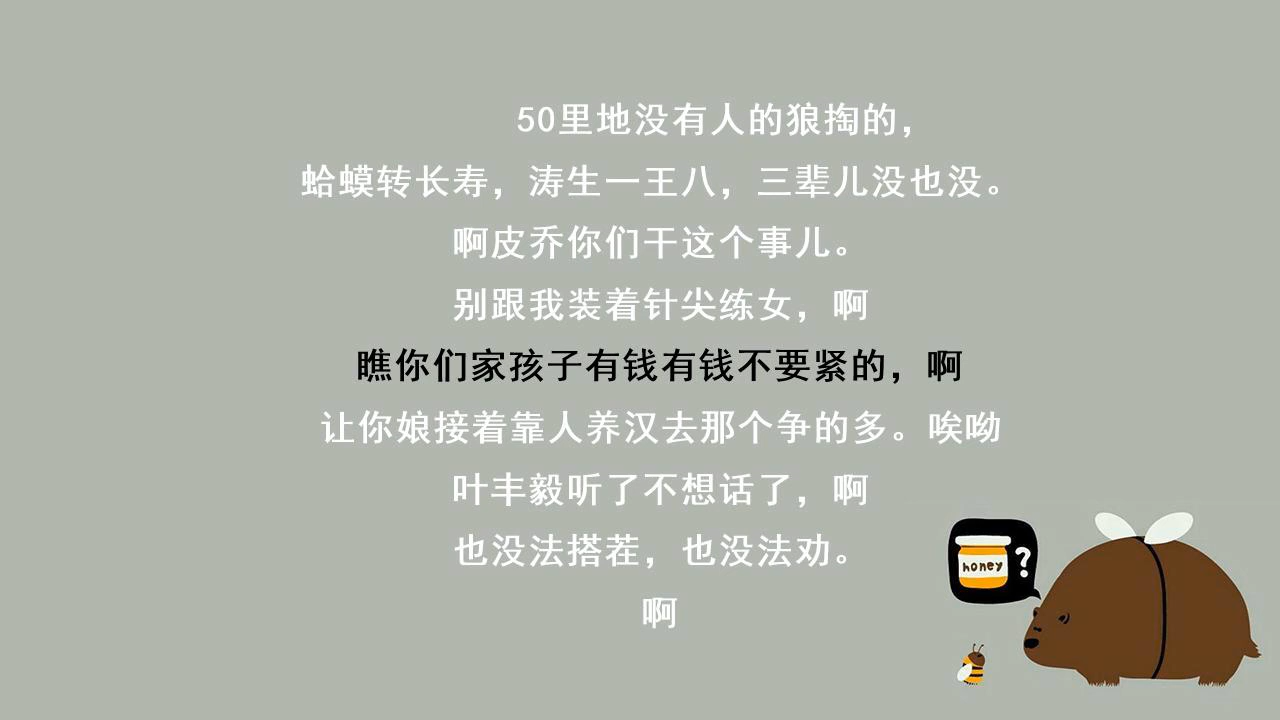 50里地没有人的狼掏的，
蛤蟆转长寿，涛生一王八，三辈儿没也没。
啊皮乔你们干这个事儿。
别跟我装着针尖练女，啊
瞧你们家孩子有钱有钱不要紧的，啊
让你娘接着靠人养汉去那个争的多。唉呦
叶丰毅听了不想话了，啊
也没法搭茬，也没法劝。
啊
honey ?